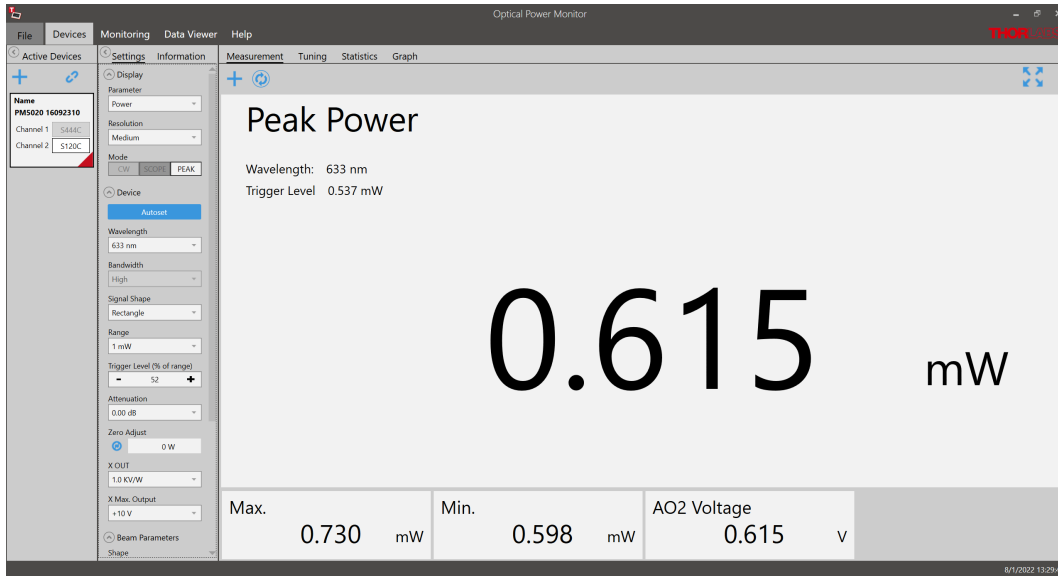 Optical Power Monitor
File Devices Monitoring Data Viewer Help
Active Devices
Settings Information
Measurement Tuning Statistics Graph
Name
PM5020 16092310
Channel 1 S444C
Channel 2 S120C
Display
Parameter
Power
Resolution
Medium
Mode
CW SCOPE PEAK
Device
Autoset
Wavelength
633 nm
Bandwidth
High
Signal Shape
Rectangle
Range
1 mW
Trigger Level (% of range)
- 52 +
Attenuation
0.00 dB
Zero Adjust
0 W
X OUT
1.0 KV/W
X Max. Output
+10 V
Beam Parameters
Shape
Peak Power
Wavelength: 633 nm
Trigger Level 0.537 mW
0.615 mW
Max.
0.730 mW
Min.
0.598 mW
AO2 Voltage
0.615 V